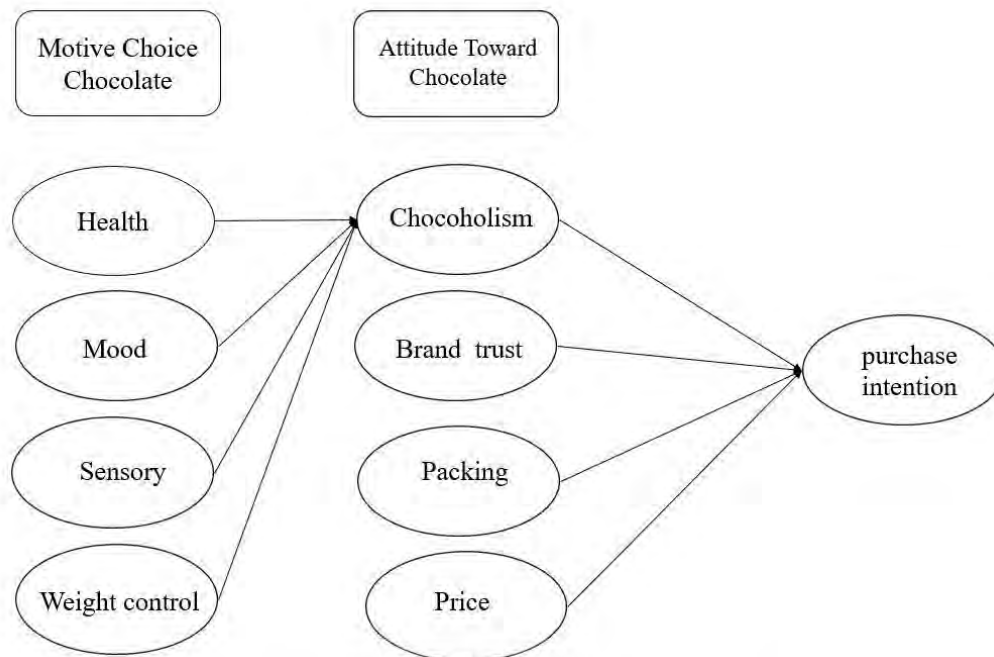 Motive Choice
Chocolate
Attitude Toward
Chocolate
Health
Chocoholism
Mood
Brand trust
purchase
intention
Sensory
Packing
Weight control
Price